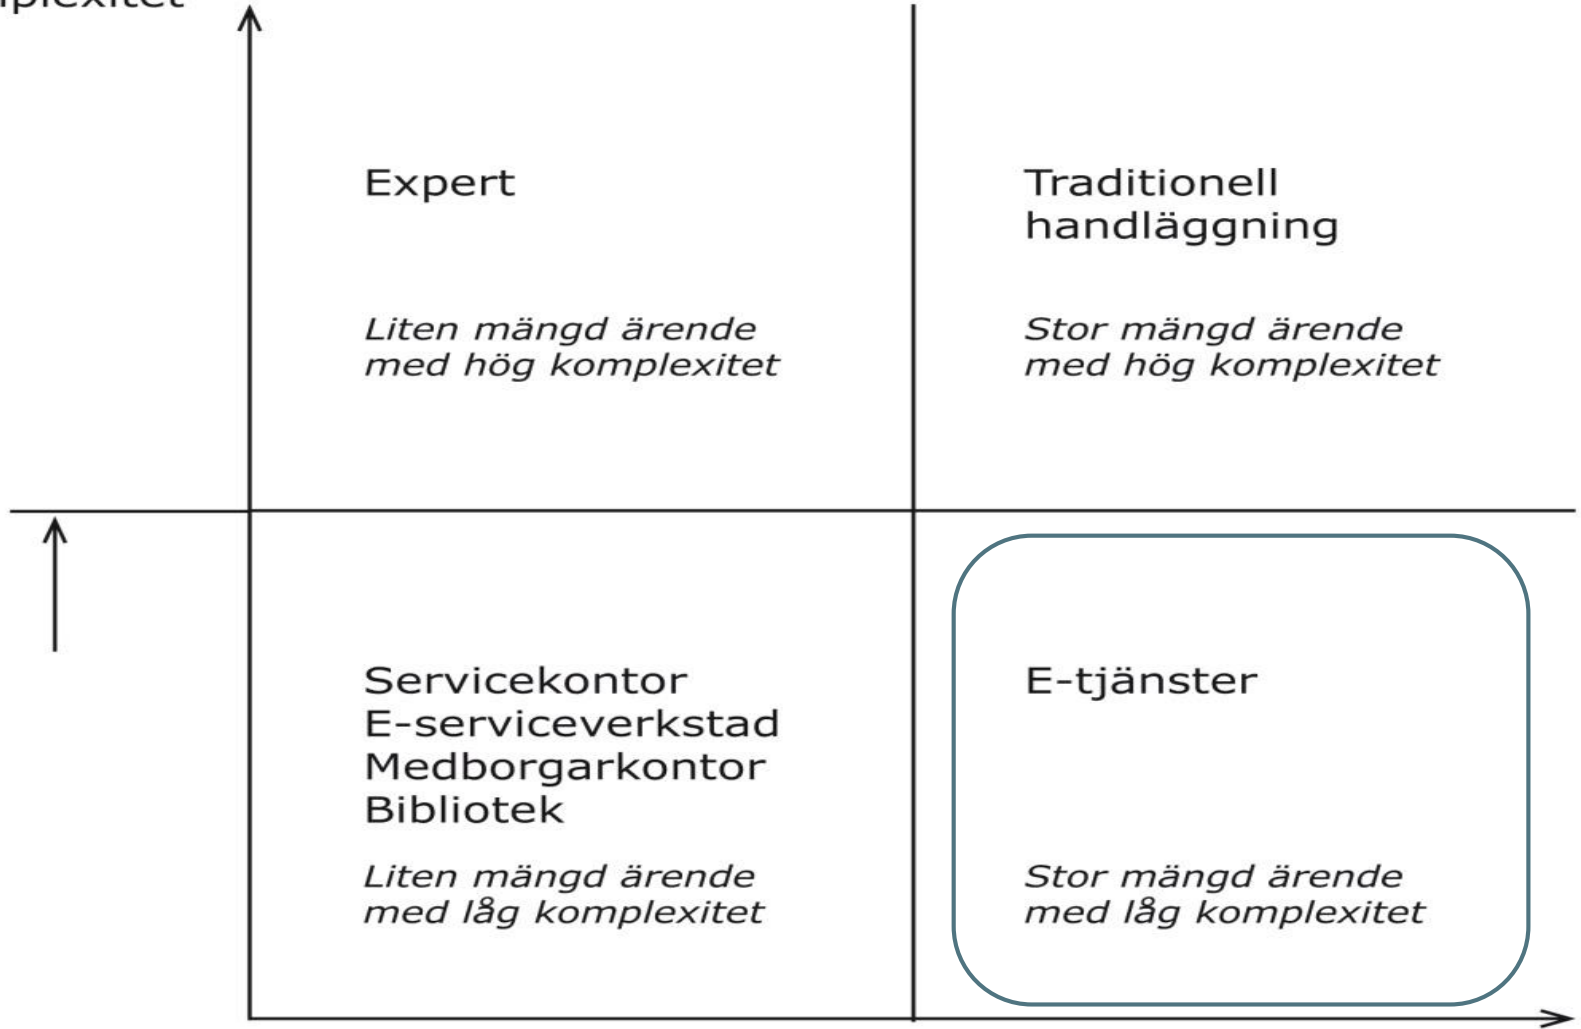 Expert
Traditionell
handläggning
Liten mängd ärende
med hög komplexitet
Stor mängd ärende
med hög komplexitet
Servicekontor
E-serviceverkstad
Medborgarkontor
Bibliotek
Liten mängd ärende
med låg komplexitet
E-tjänster
Stor mängd ärende
med låg komplexitet